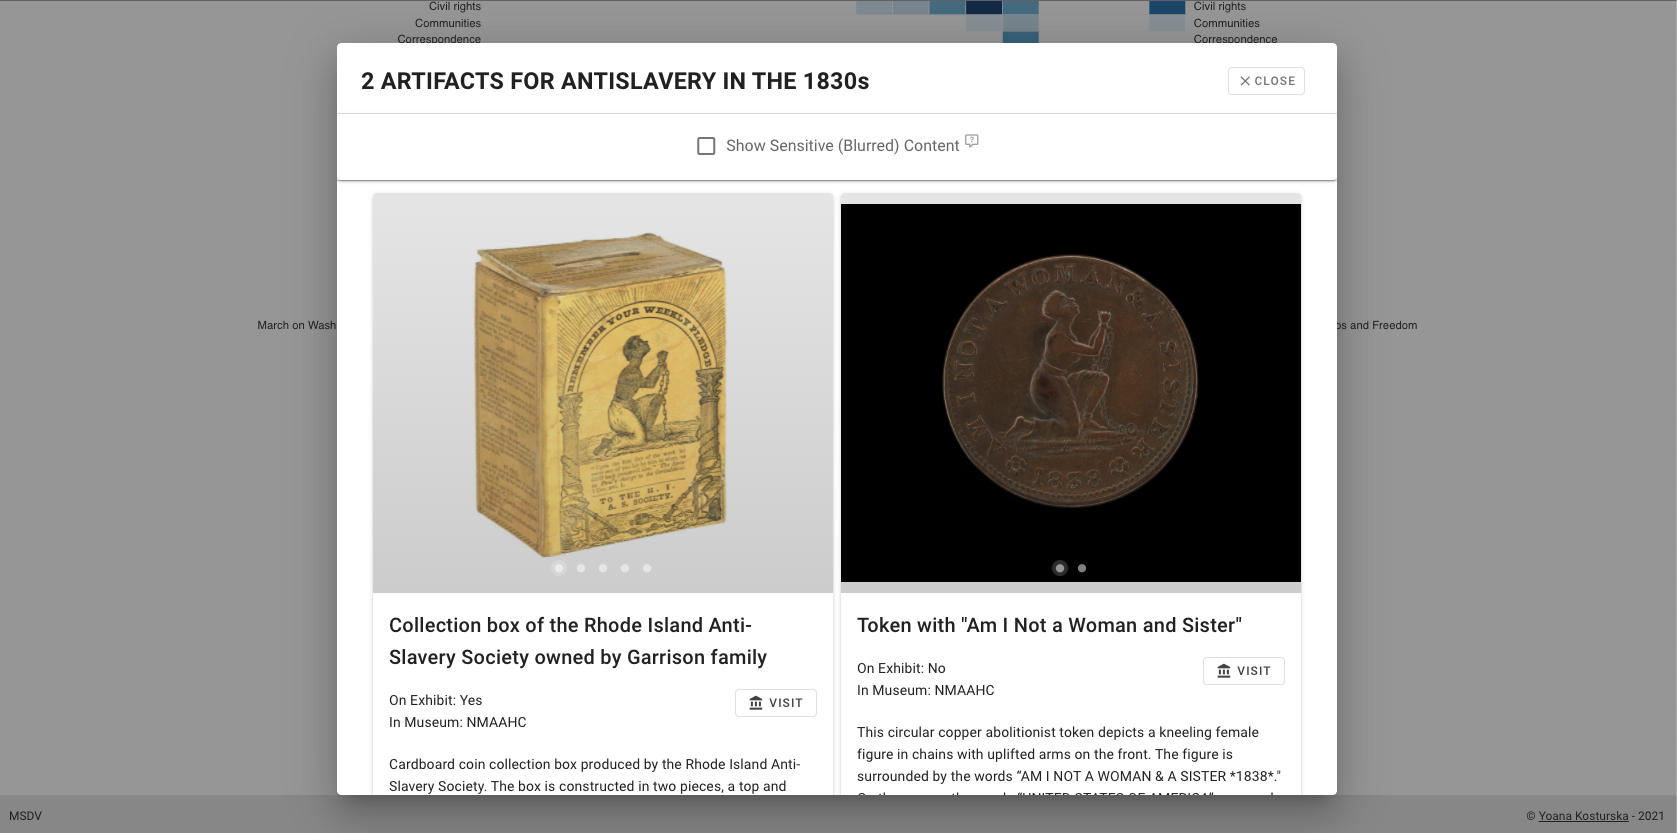 Civil rights
Communities
Correspondence
Civil rights
Communities
Correspondence
2 ARTIFACTS FOR ANTISLAVERY IN THE 1830s
CLOSE
Show Sensitive (Blurred) Content
March on Wash
os and Freedom
REMEMBER YOUR WEEKLY PLEDGE
TO THE R. I.
A. S. SOCIETY.
AM I NOT A WOMAN & A SISTER
1838
Collection box of the Rhode Island Anti-
Slavery Society owned by Garrison family
On Exhibit: Yes
In Museum: NMAAHC
VISIT
Cardboard coin collection box produced by the Rhode Island Anti-
Slavery Society. The box is constructed in two pieces, a top and
Token with "Am I Not a Woman and Sister"
On Exhibit: No
In Museum: NMAAHC
VISIT
This circular copper abolitionist token depicts a kneeling female
figure in chains with uplifted arms on the front. The figure is
surrounded by the words “AM I NOT A WOMAN & A SISTER *1838*."
MSDV
© Yoana Kosturska - 2021